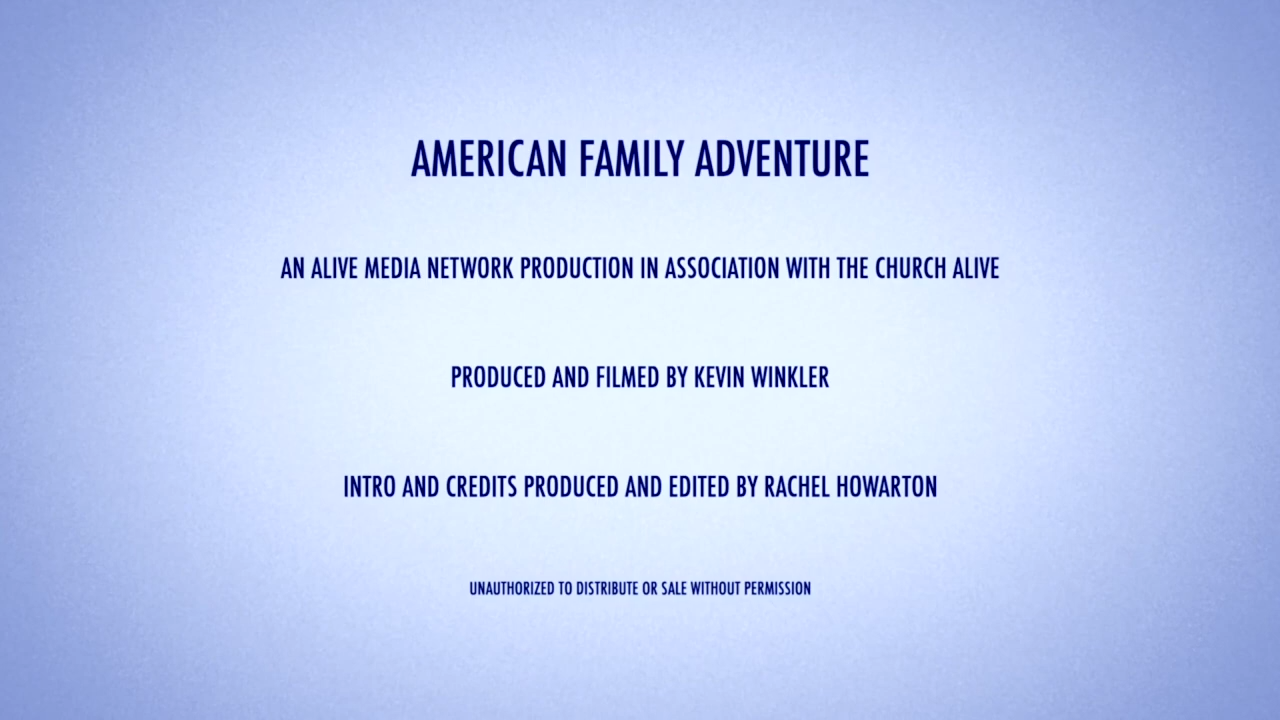 AMERICAN FAMILY ADVENTURE
AN ALIVE MEDIA NETWORK PRODUCTION IN ASSOCIATION WITH THE CHURCH ALIVE
PRODUCED AND FILMED BY KEVIN WINKLER
INTRO AND CREDITS PRODUCED AND EDITED BY RACHEL HOWARTON
UNAUTHORIZED TO DISTRIBUTE OR SALE WITHOUT PERMISSION